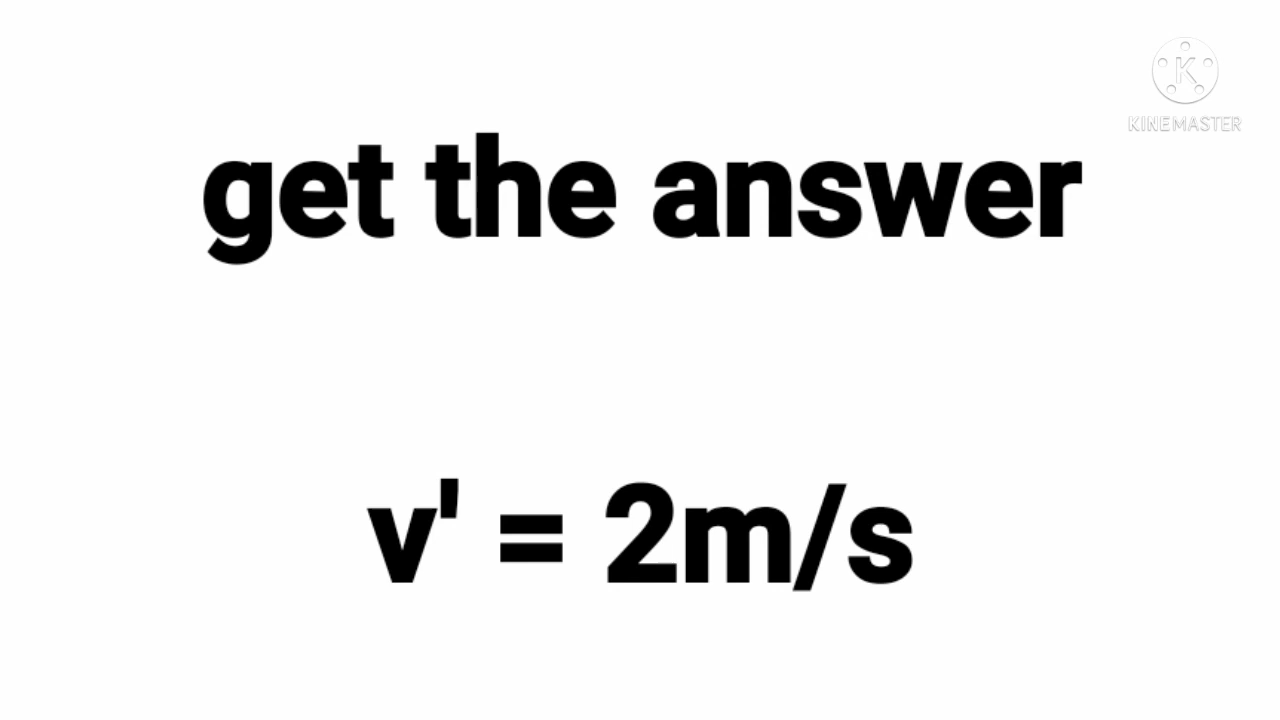 KINEMASTER
get the answer
v' = 2m/s